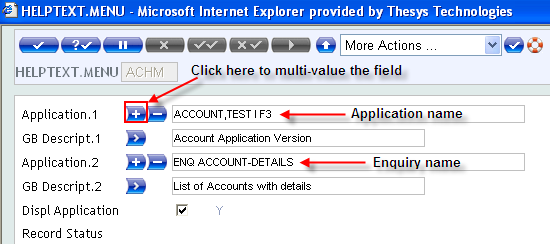 HELPTEXT.MENU - Microsoft Internet Explorer provided by Thesys Technologies
More Actions ...
HELPTEXT.MENU ACHM
Click here to multi-value the field
Application.1 ACCOUNT,TEST I F3 Application name
GB Descript.1 Account Application Version
Application.2 ENQ ACCOUNT-DETAILS Enquiry name
GB Descript.2 List of Accounts with details
Displ Application Y
Record Status